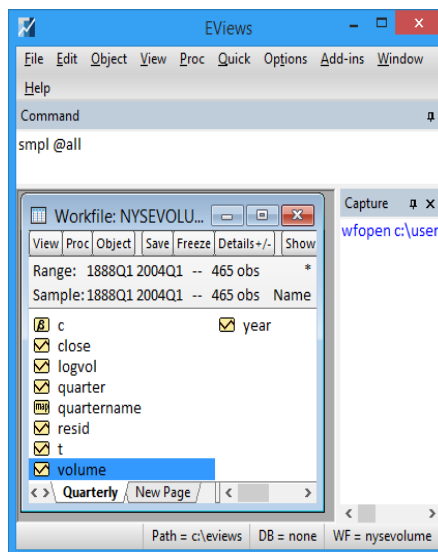 EViews
File Edit Object View Proc Quick Options Add-ins Window
Help
Command
smpl @all
Capture
wfopen c:\user
Workfile: NYSEVOLU...
View Proc Object Save Freeze Details+/- Show
Range: 1888Q1 2004Q1 -- 465 obs *
Sample: 1888Q1 2004Q1 -- 465 obs Name
β c
close
logvol
quarter
map quartername
resid
t
volume
year
Quarterly New Page
Path = c:\eviews DB = none WF = nysevolume